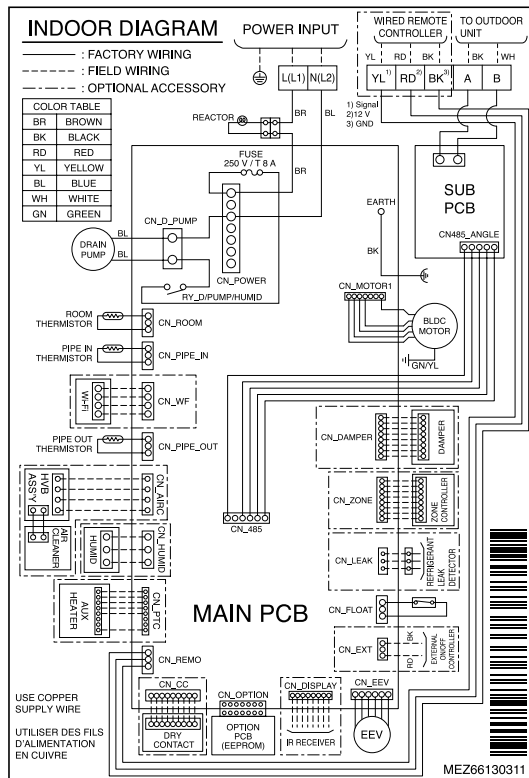 INDOOR DIAGRAM
: FACTORY WIRING
: FIELD WIRING
: OPTIONAL ACCESSORY
COLOR TABLE
BR BROWN
BK BLACK
RD RED
YL YELLOW
BL BLUE
WH WHITE
GN GREEN
POWER INPUT
L(L1) N(L2)
WIRED REMOTE
CONTROLLER
TO OUTDOOR
UNIT
YL RD BK BK WH
YL1) RD2) BK3) A B
1) Signal
2)12 V
3) GND
REACTOR
BR
BL
FUSE
250 V / T 8 A
BR
SUB
PCB
CN485_ANGLE
EARTH
BK
CN_D_PUMP
BL
DRAIN
PUMP
BL
CN_POWER
RY_D/PUMP/HUMID
CN_MOTOR1
BLDC
MOTOR
GN/YL
ROOM
THERMISTOR
CN_ROOM
PIPE IN
THERMISTOR
CN_PIPE_IN
Wi-Fi
CN_WF
PIPE OUT
THERMISTOR
CN_PIPE_OUT
HVB
ASS'Y
CN_AIRC
AIR
CLEANER
HUMID
CN_HUMID
AUX
HEATER
CN_PTC
CN_485
CN_DAMPER
DAMPER
CN_ZONE
ZONE CONTROLLER
CN_LEAK
REFRIGERANT
LEAK
DETECTOR
CN_FLOAT
CN_EXT
BK
RD
EXTERNAL
ON/OFF
CONTROLLER
MAIN PCB
CN_REMO
CN_CC
DRY
CONTACT
CN_OPTION
OPTION
PCB
(EEPROM)
CN_DISPLAY
IR RECEIVER
CN_EEV
EEV
USE COPPER
SUPPLY WIRE
UTILISER DES FILS
D'ALIMENTATION
EN CUIVRE
MEZ66130311